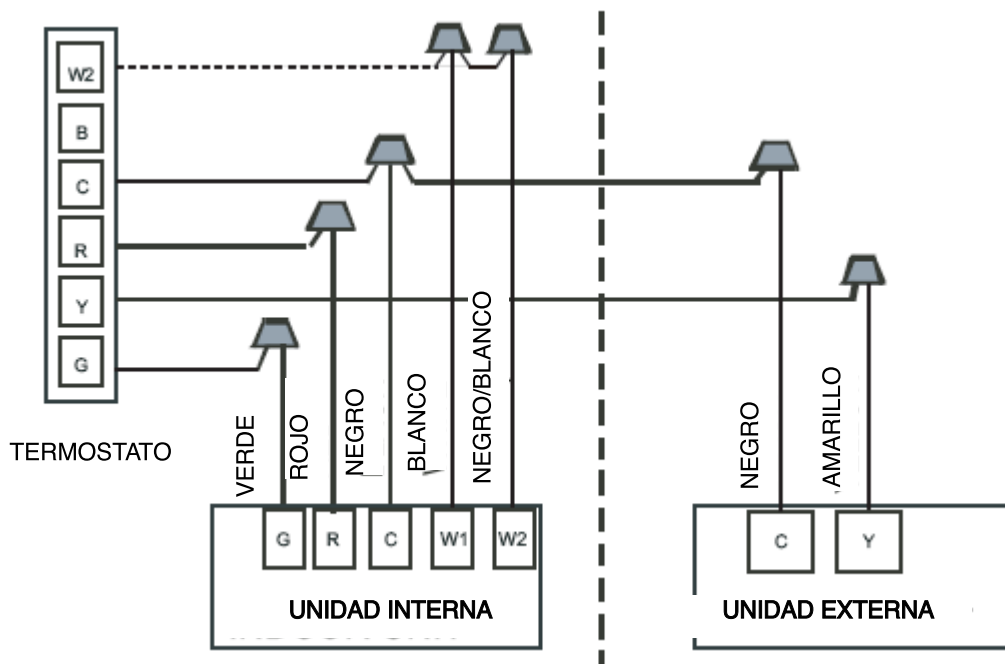 W2
B
C
R
Y
G
TERMOSTATO
VERDE
ROJO
NEGRO
BLANCO
NEGRO/BLANCO
NEGRO
AMARILLO
G
R
C
W1
W2
UNIDAD INTERNA
C
Y
UNIDAD EXTERNA